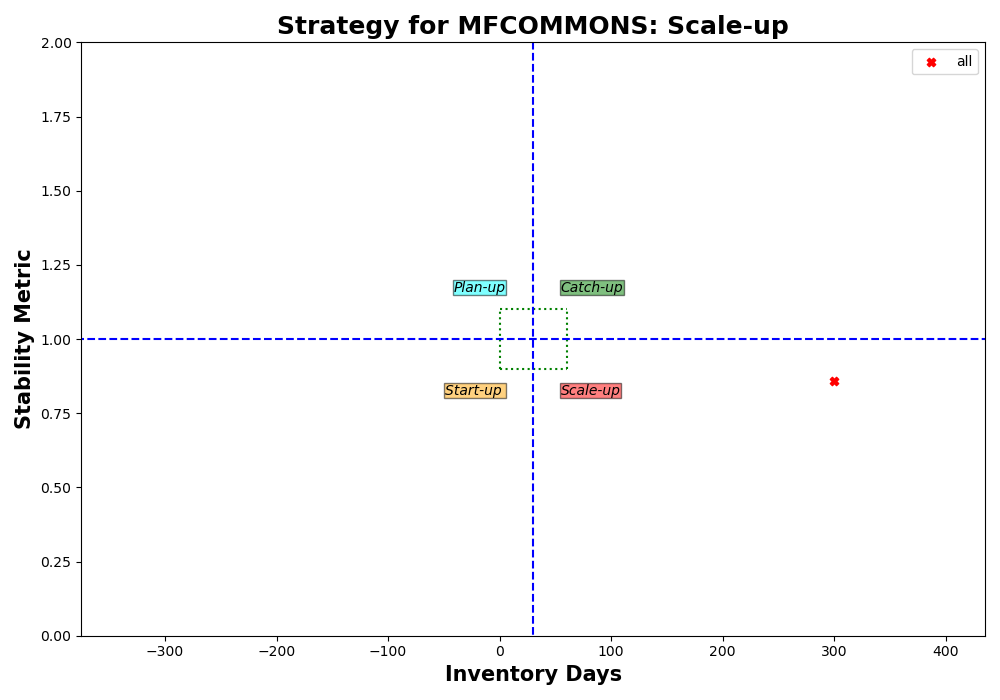 Strategy for MFCOMMONS: Scale-up
2.00
all
1.75
1.50
1.25
Plan-up
Catch-up
1.00
Start-up
Scale-up
0.75
0.50
0.25
0.00
−300
−200
−100
0
100
200
300
400
Stability Metric
Inventory Days